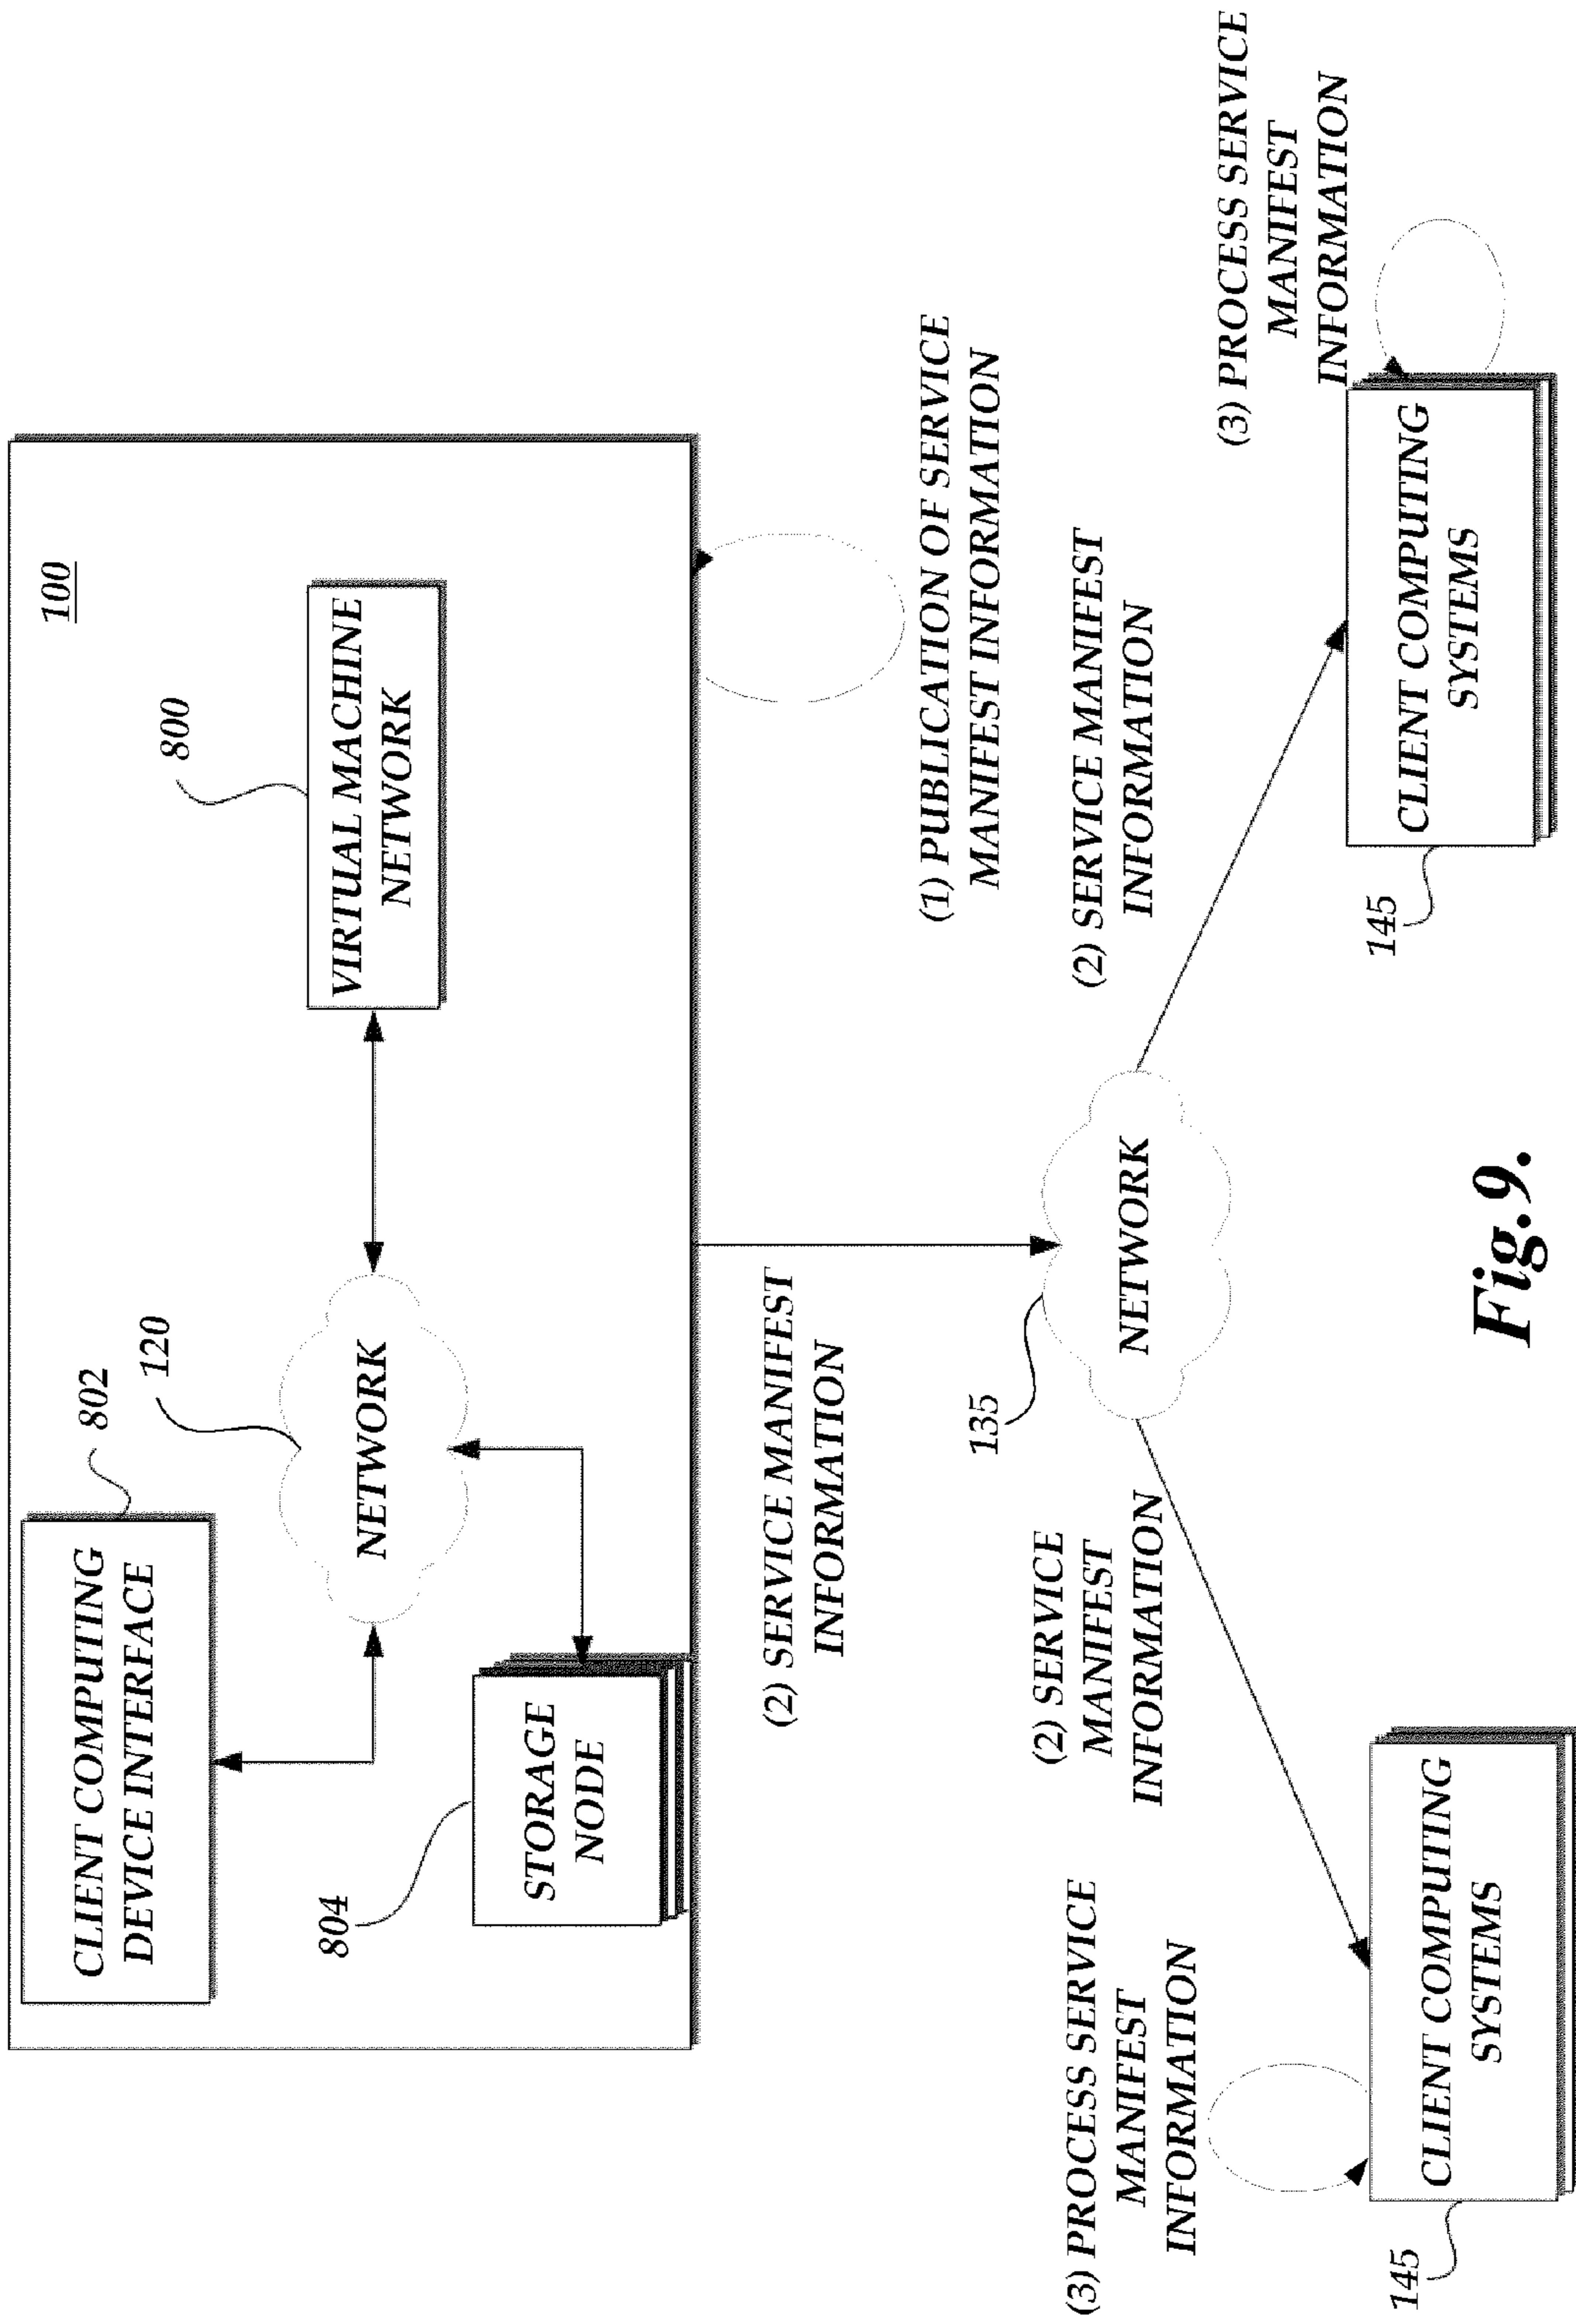 100
CLIENT COMPUTING
DEVICE INTERFACE
802
120
NETWORK
800
VIRTUAL MACHINE
NETWORK
804
STORAGE
NODE
(1) PUBLICATION OF SERVICE
MANIFEST INFORMATION
(2) SERVICE MANIFEST
INFORMATION
135
NETWORK
(2) SERVICE
MANIFEST
INFORMATION
(2) SERVICE MANIFEST
INFORMATION
(3) PROCESS SERVICE
MANIFEST
INFORMATION
(3) PROCESS SERVICE
MANIFEST
INFORMATION
145
CLIENT COMPUTING
SYSTEMS
145
CLIENT COMPUTING
SYSTEMS
Fig.9.